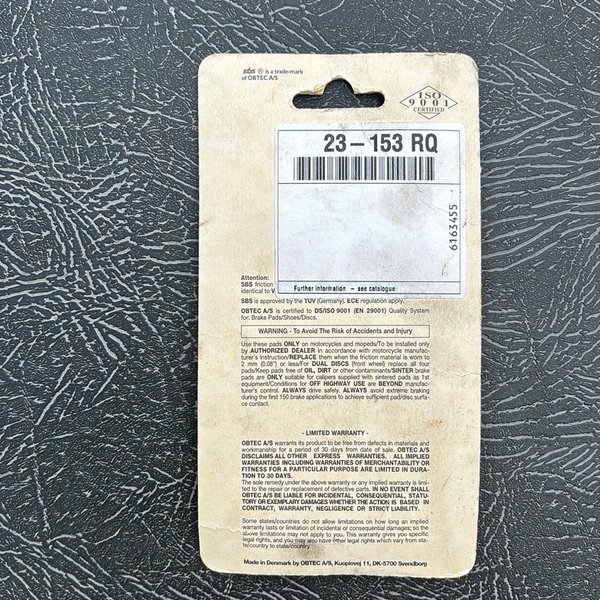 sbs ® is a trade-mark
of OBTEC A/S
ISO
9001
CERTIFIED
23-153 RQ
6163455
Further information - see catalogue
Attention:
SBS friction
identical to
SBS is approved by the TÜV (Germany). ECE regulation apply.
OBTEC A/S is certified to DS/ISO 9001 (EN 29001) Quality System
for: Brake Pads/Shoes/Discs.
WARNING - To Avoid The Risk of Accidents and Injury
Use these pads ONLY on motorcycles and mopeds/To be installed only
by AUTHORIZED DEALER in accordance with motorcycle manufac-
turer's instruction/REPLACE them when the friction material is worn to
2 mm (0.08") or less/For DUAL DISCS (front wheel) replace all four
pads/Keep pads free of OIL, DIRT or other contaminants/SINTER brake
pads are ONLY suitable for calipers supplied with sintered pads as 1st
equipment/Conditions for OFF HIGHWAY USE are BEYOND manufac-
turer's control. ALWAYS drive safely. ALWAYS avoid extreme braking
during the first 150 brake applications to achieve sufficient pad/disc surfa-
ce contact.
- LIMITED WARRANTY -
OBTEC A/S warrants its product to be free from defects in materials and
workmanship for a period of 30 days from date of sale. OBTEC A/S
DISCLAIMS ALL OTHER EXPRESS WARRANTIES. ALL IMPLIED
WARRANTIES INCLUDING WARRANTIES OF MERCHANTABILITY OR
FITNESS FOR A PARTICULAR PURPOSE ARE LIMITED IN DURA-
TION TO 30 DAYS.
The sole remedy under the above warranty or any implied warranty is limi-
ted to the repair or replacement of defective parts. IN NO EVENT SHALL
OBTEC A/S BE LIABLE FOR INCIDENTAL, CONSEQUENTIAL, STATU-
TORY OR EXEMPLARY DAMAGES WHETHER THE ACTION IS BASED IN
CONTRACT, WARRANTY, NEGLIGENCE OR STRICT LIABILITY.
Some states/countries do not allow limitations on how long an implied
warranty lasts or limitation of incidental or consequential damages; so the
above limitations may not apply to you. This warranty gives you specific
legal rights, and you may also have other legal rights which vary from sta-
te/country to state/country.
Made in Denmark by OBTEC A/S, Kuopiovej 11, DK-5700 Svendborg